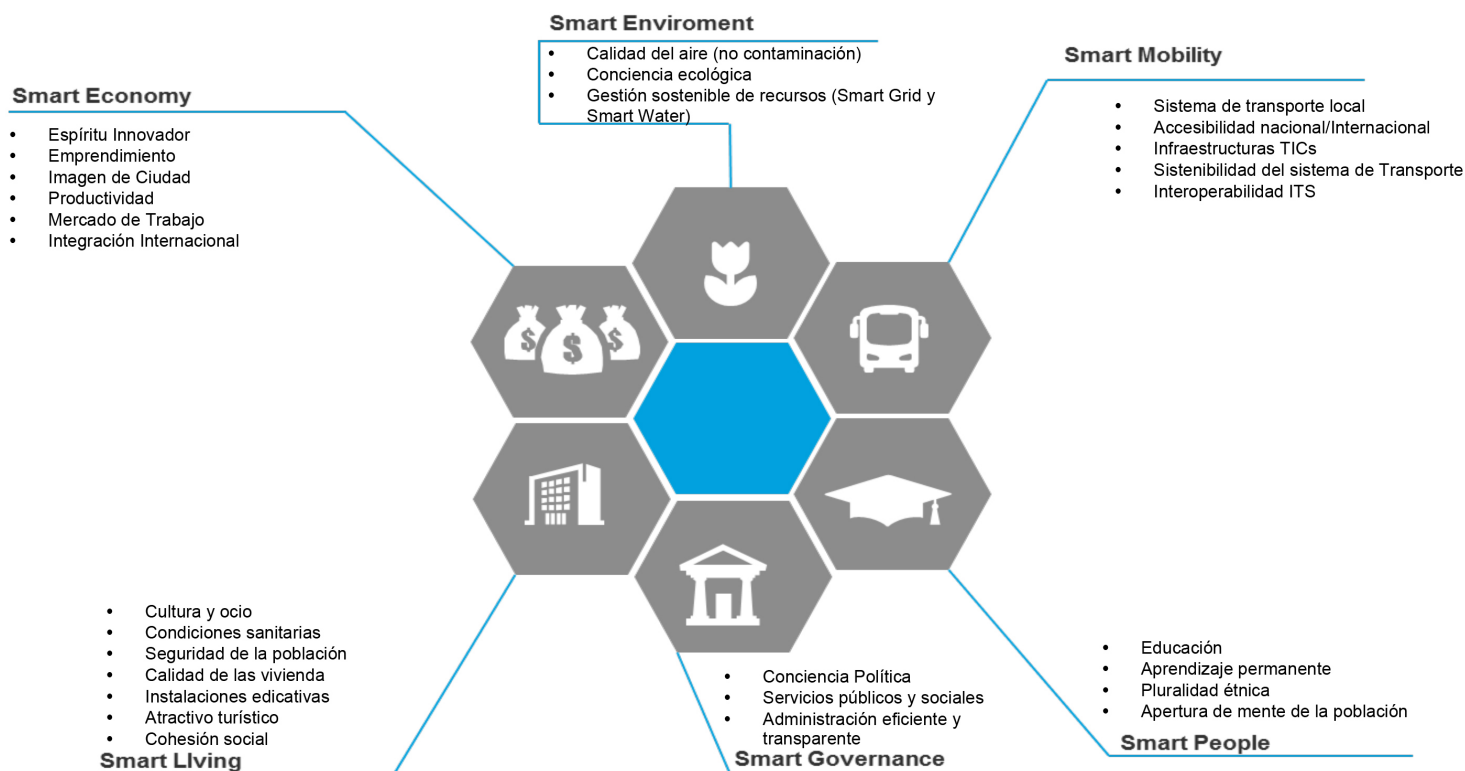 Smart Enviroment
• Calidad del aire (no contaminación)
• Conciencia ecológica
• Gestión sostenible de recursos (Smart Grid y
Smart Water)
Smart Mobility
• Sistema de transporte local
• Accesibilidad nacional/Internacional
• Infraestructuras TICs
• Sistenibilidad del sistema de Transporte
• Interoperabilidad ITS
Smart Economy
• Espíritu Innovador
• Emprendimiento
• Imagen de Ciudad
• Productividad
• Mercado de Trabajo
• Integración Internacional
$ $ $
• Cultura y ocio
• Condiciones sanitarias
• Seguridad de la población
• Calidad de las vivienda
• Instalaciones edicativas
• Atractivo turístico
• Cohesión social
Smart LIving
• Conciencia Política
• Servicios públicos y sociales
• Administración eficiente y
transparente
Smart Governance
• Educación
• Aprendizaje permanente
• Pluralidad étnica
• Apertura de mente de la población
Smart People